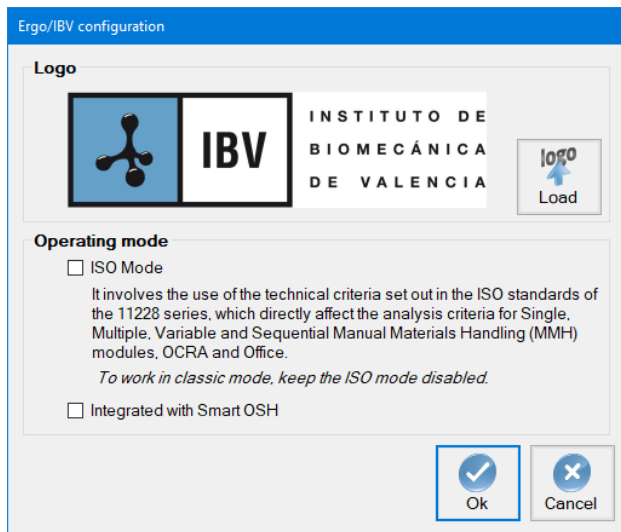 Ergo/IBV configuration
Logo
IBV
INSTITUTO DE
BIOMECÁNICA
DE VALENCIA
logo
Load
Operating mode
ISO Mode
It involves the use of the technical criteria set out in the ISO standards of
the 11228 series, which directly affect the analysis criteria for Single,
Multiple, Variable and Sequential Manual Materials Handling (MMH)
modules, OCRA and Office.
To work in classic mode, keep the ISO mode disabled.
Integrated with Smart OSH
Ok
Cancel